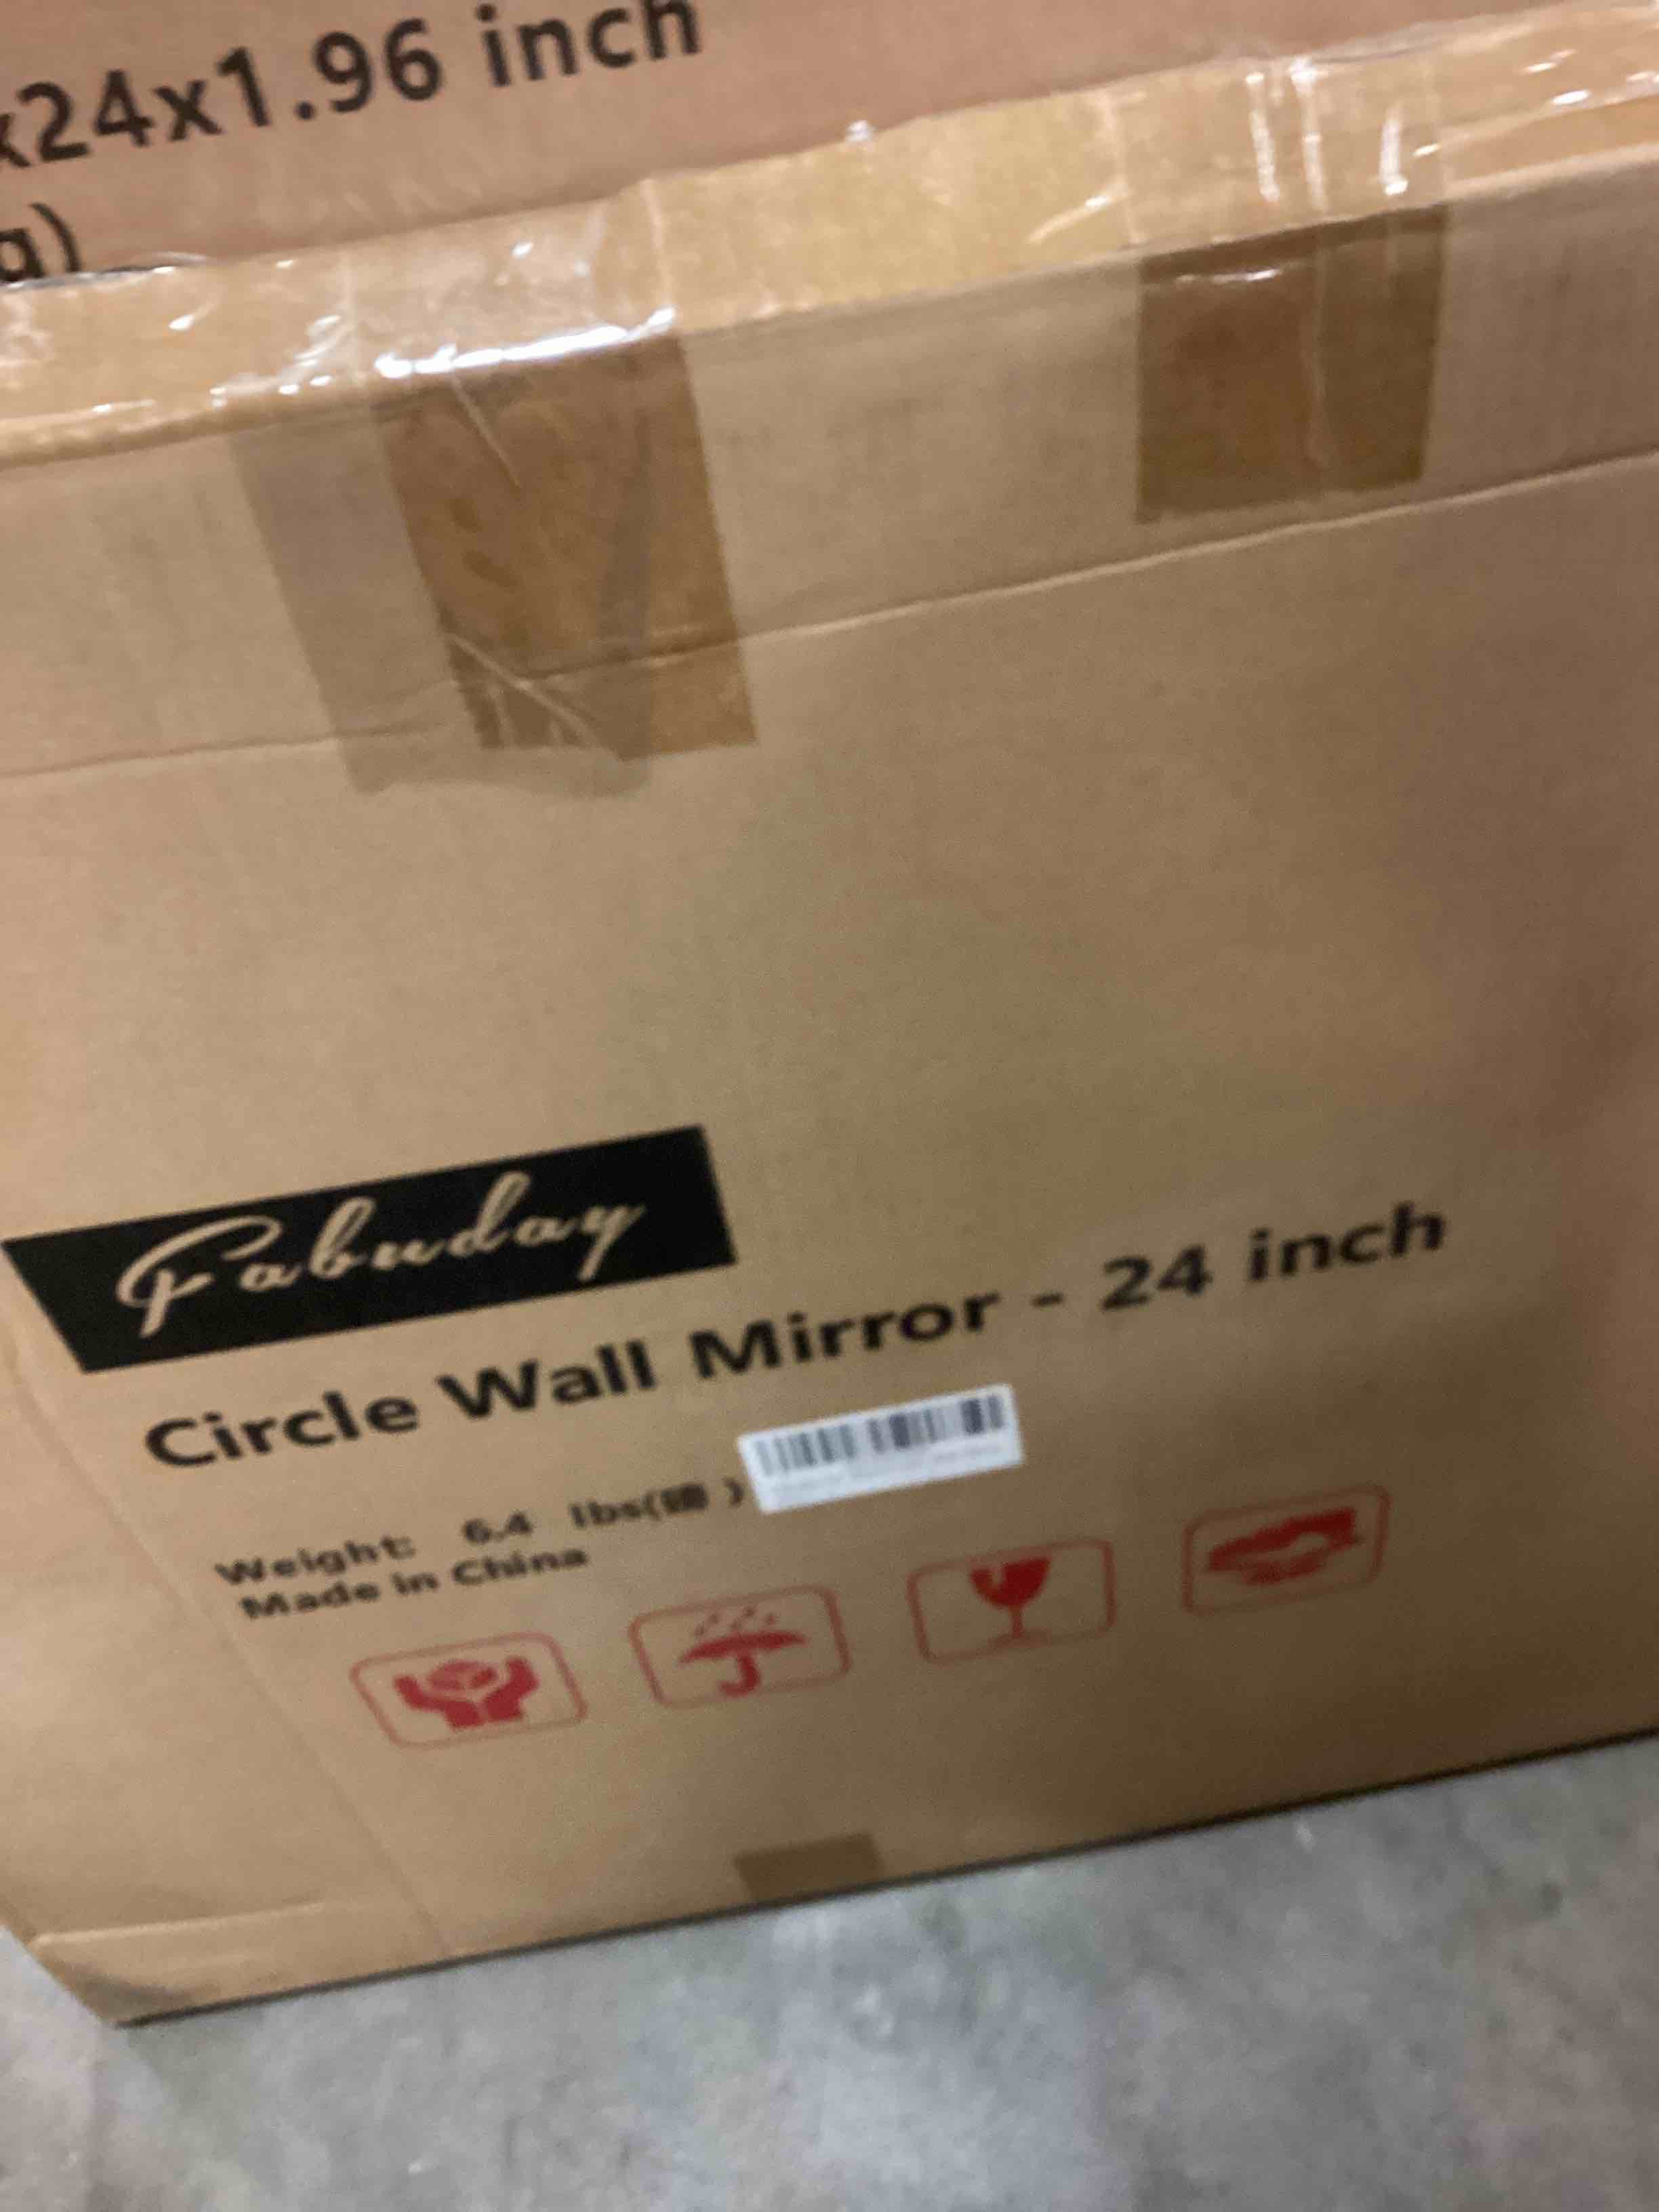 x24x1.96 inch
g)
Fabuday
Circle Wall Mirror - 24 inch
Weight: 6.4 lbs( )
Made in China